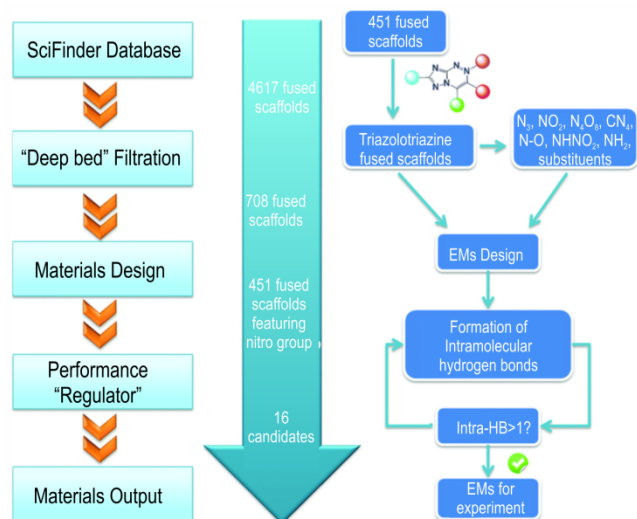 SciFinder Database
"Deep bed" Filtration
Materials Design
Performance
"Regulator"
Materials Output
4617 fused
scaffolds
708 fused
scaffolds
451 fused
scaffolds
featuring
nitro group
16
candidates
451 fused
scaffolds
N N N N N N
Triazolotriazine
fused scaffolds
N₃, NO₂, N₄O₈, CN₄,
N-O, NHNO₂, NH₂,
substituents
EMs Design
Formation of
Intramolecular
hydrogen bonds
Intra-HB>1?
EMs for
experiment